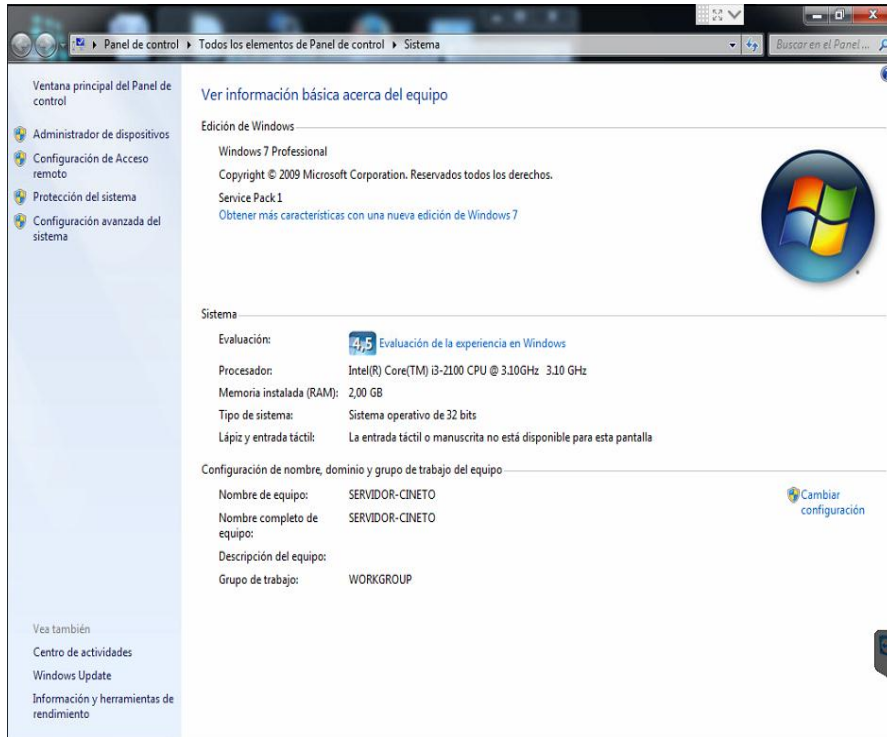 Panel de control ▸ Todos los elementos de Panel de control ▸ Sistema
Buscar en el Panel ...
Ventana principal del Panel de
control
Administrador de dispositivos
Configuración de Acceso
remoto
Protección del sistema
Configuración avanzada del
sistema
Vea también
Centro de actividades
Windows Update
Información y herramientas de
rendimiento
Ver información básica acerca del equipo
Edición de Windows
Windows 7 Professional
Copyright © 2009 Microsoft Corporation. Reservados todos los derechos.
Service Pack 1
Obtener más características con una nueva edición de Windows 7
Sistema
Evaluación: 4,5 Evaluación de la experiencia en Windows
Procesador: Intel(R) Core(TM) i3-2100 CPU @ 3.10GHz 3.10 GHz
Memoria instalada (RAM): 2,00 GB
Tipo de sistema: Sistema operativo de 32 bits
Lápiz y entrada táctil: La entrada táctil o manuscrita no está disponible para esta pantalla
Configuración de nombre, dominio y grupo de trabajo del equipo
Nombre de equipo: SERVIDOR-CINETO
Cambiar
configuración
Nombre completo de SERVIDOR-CINETO
equipo:
Descripción del equipo:
Grupo de trabajo: WORKGROUP